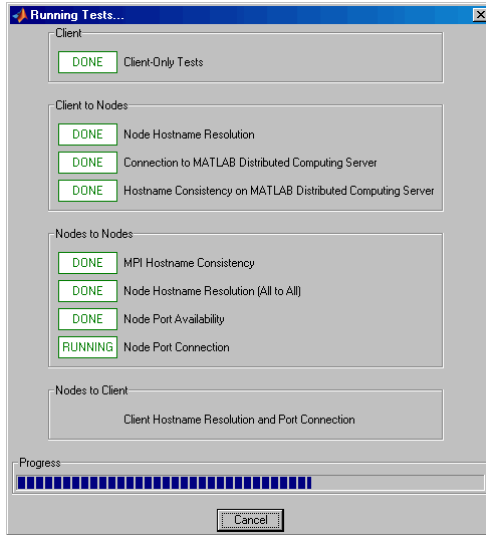 Running Tests...
Client
DONE Client-Only Tests
Client to Nodes
DONE Node Hostname Resolution
DONE Connection to MATLAB Distributed Computing Server
DONE Hostname Consistency on MATLAB Distributed Computing Server
Nodes to Nodes
DONE MPI Hostname Consistency
DONE Node Hostname Resolution (All to All)
DONE Node Port Availability
RUNNING Node Port Connection
Nodes to Client
Client Hostname Resolution and Port Connection
Progress
Cancel